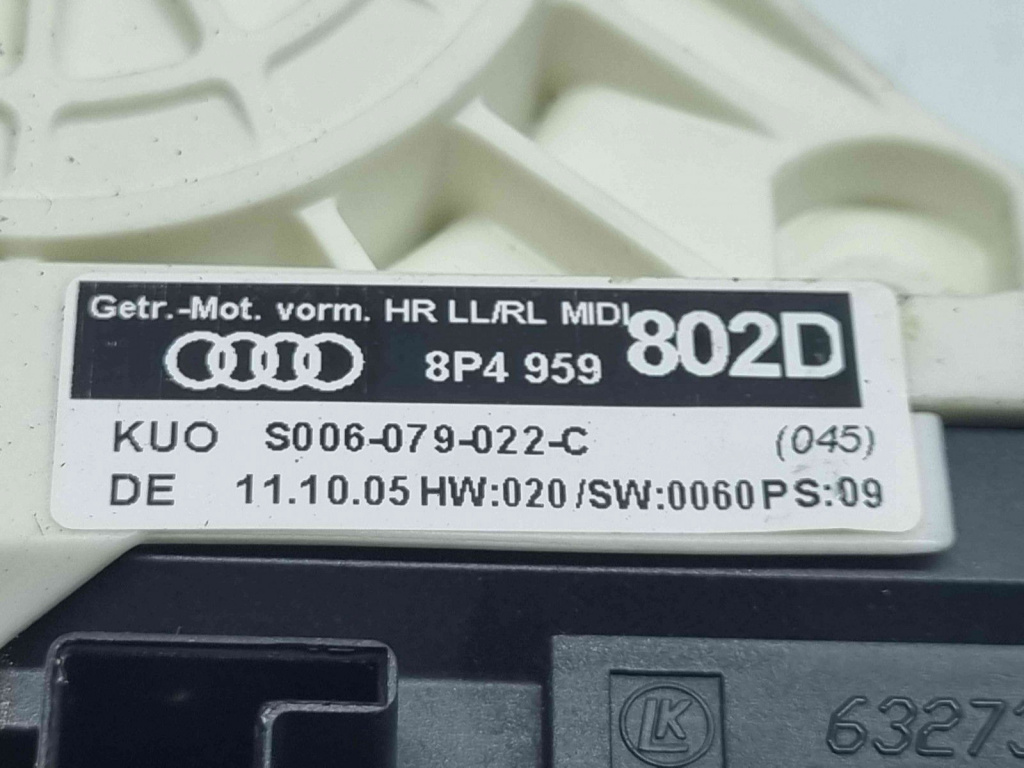 Getr.-Mot. vorm. HR LL/RL MIDI
8P4 959 802D
KUO S006-079-022-C (045)
DE 11.10.05 HW:020/SW:0060 PS:09
LK 63273